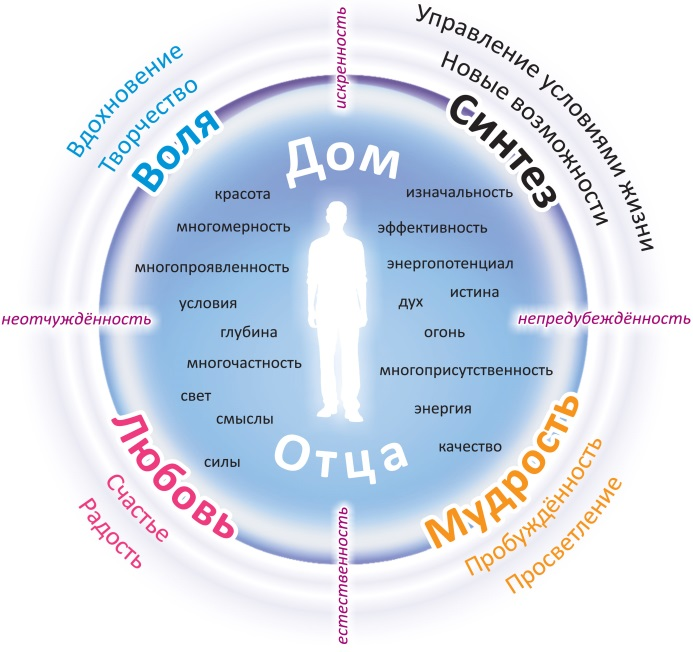 искренность
Вдохновение
Творчество
Воля
Управление условиями жизни
Новые возможности
Синтез
Дом
красота
изначальность
многомерность
эффективность
многопроявленность
энергопотенциал
условия
дух
истина
неотчуждённость
непредубеждённость
глубина
огонь
многочастность
многоприсутственность
свет
энергия
смыслы
качество
силы
Отца
Любовь
Счастье
Радость
Мудрость
Пробуждённость
Просветление
естественность